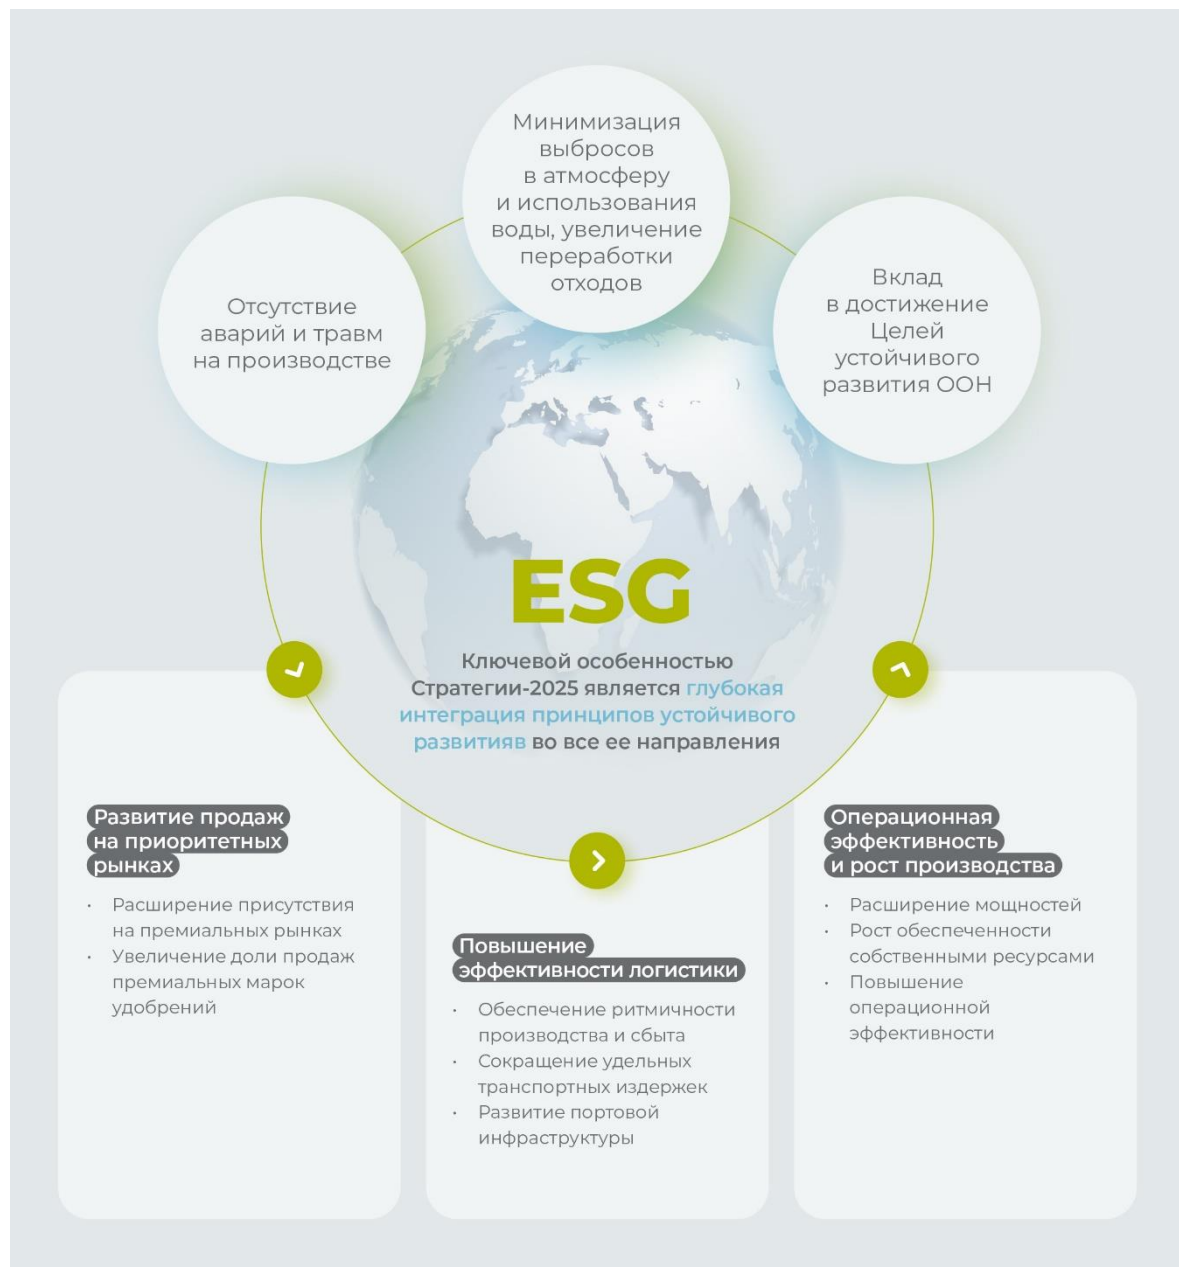 Минимизация
выбросов
в атмосферу
и использования
воды, увеличение
переработки
отходов
Отсутствие
аварий и травм
на производстве
Вклад
в достижение
Целей
устойчивого
развития ООН
ESG
Ключевой особенностью
Стратегии-2025 является глубокая
интеграция принципов устойчивого
развитияв во все ее направления
Развитие продаж
на приоритетных
рынках
· Расширение присутствия
на премиальных рынках
· Увеличение доли продаж
премиальных марок
удобрений
Повышение
эффективности логистики
· Обеспечение ритмичности
производства и сбыта
· Сокращение удельных
транспортных издержек
· Развитие портовой
инфраструктуры
Операционная
эффективность
и рост производства
· Расширение мощностей
· Рост обеспеченности
собственными ресурсами
· Повышение
операционной
эффективности